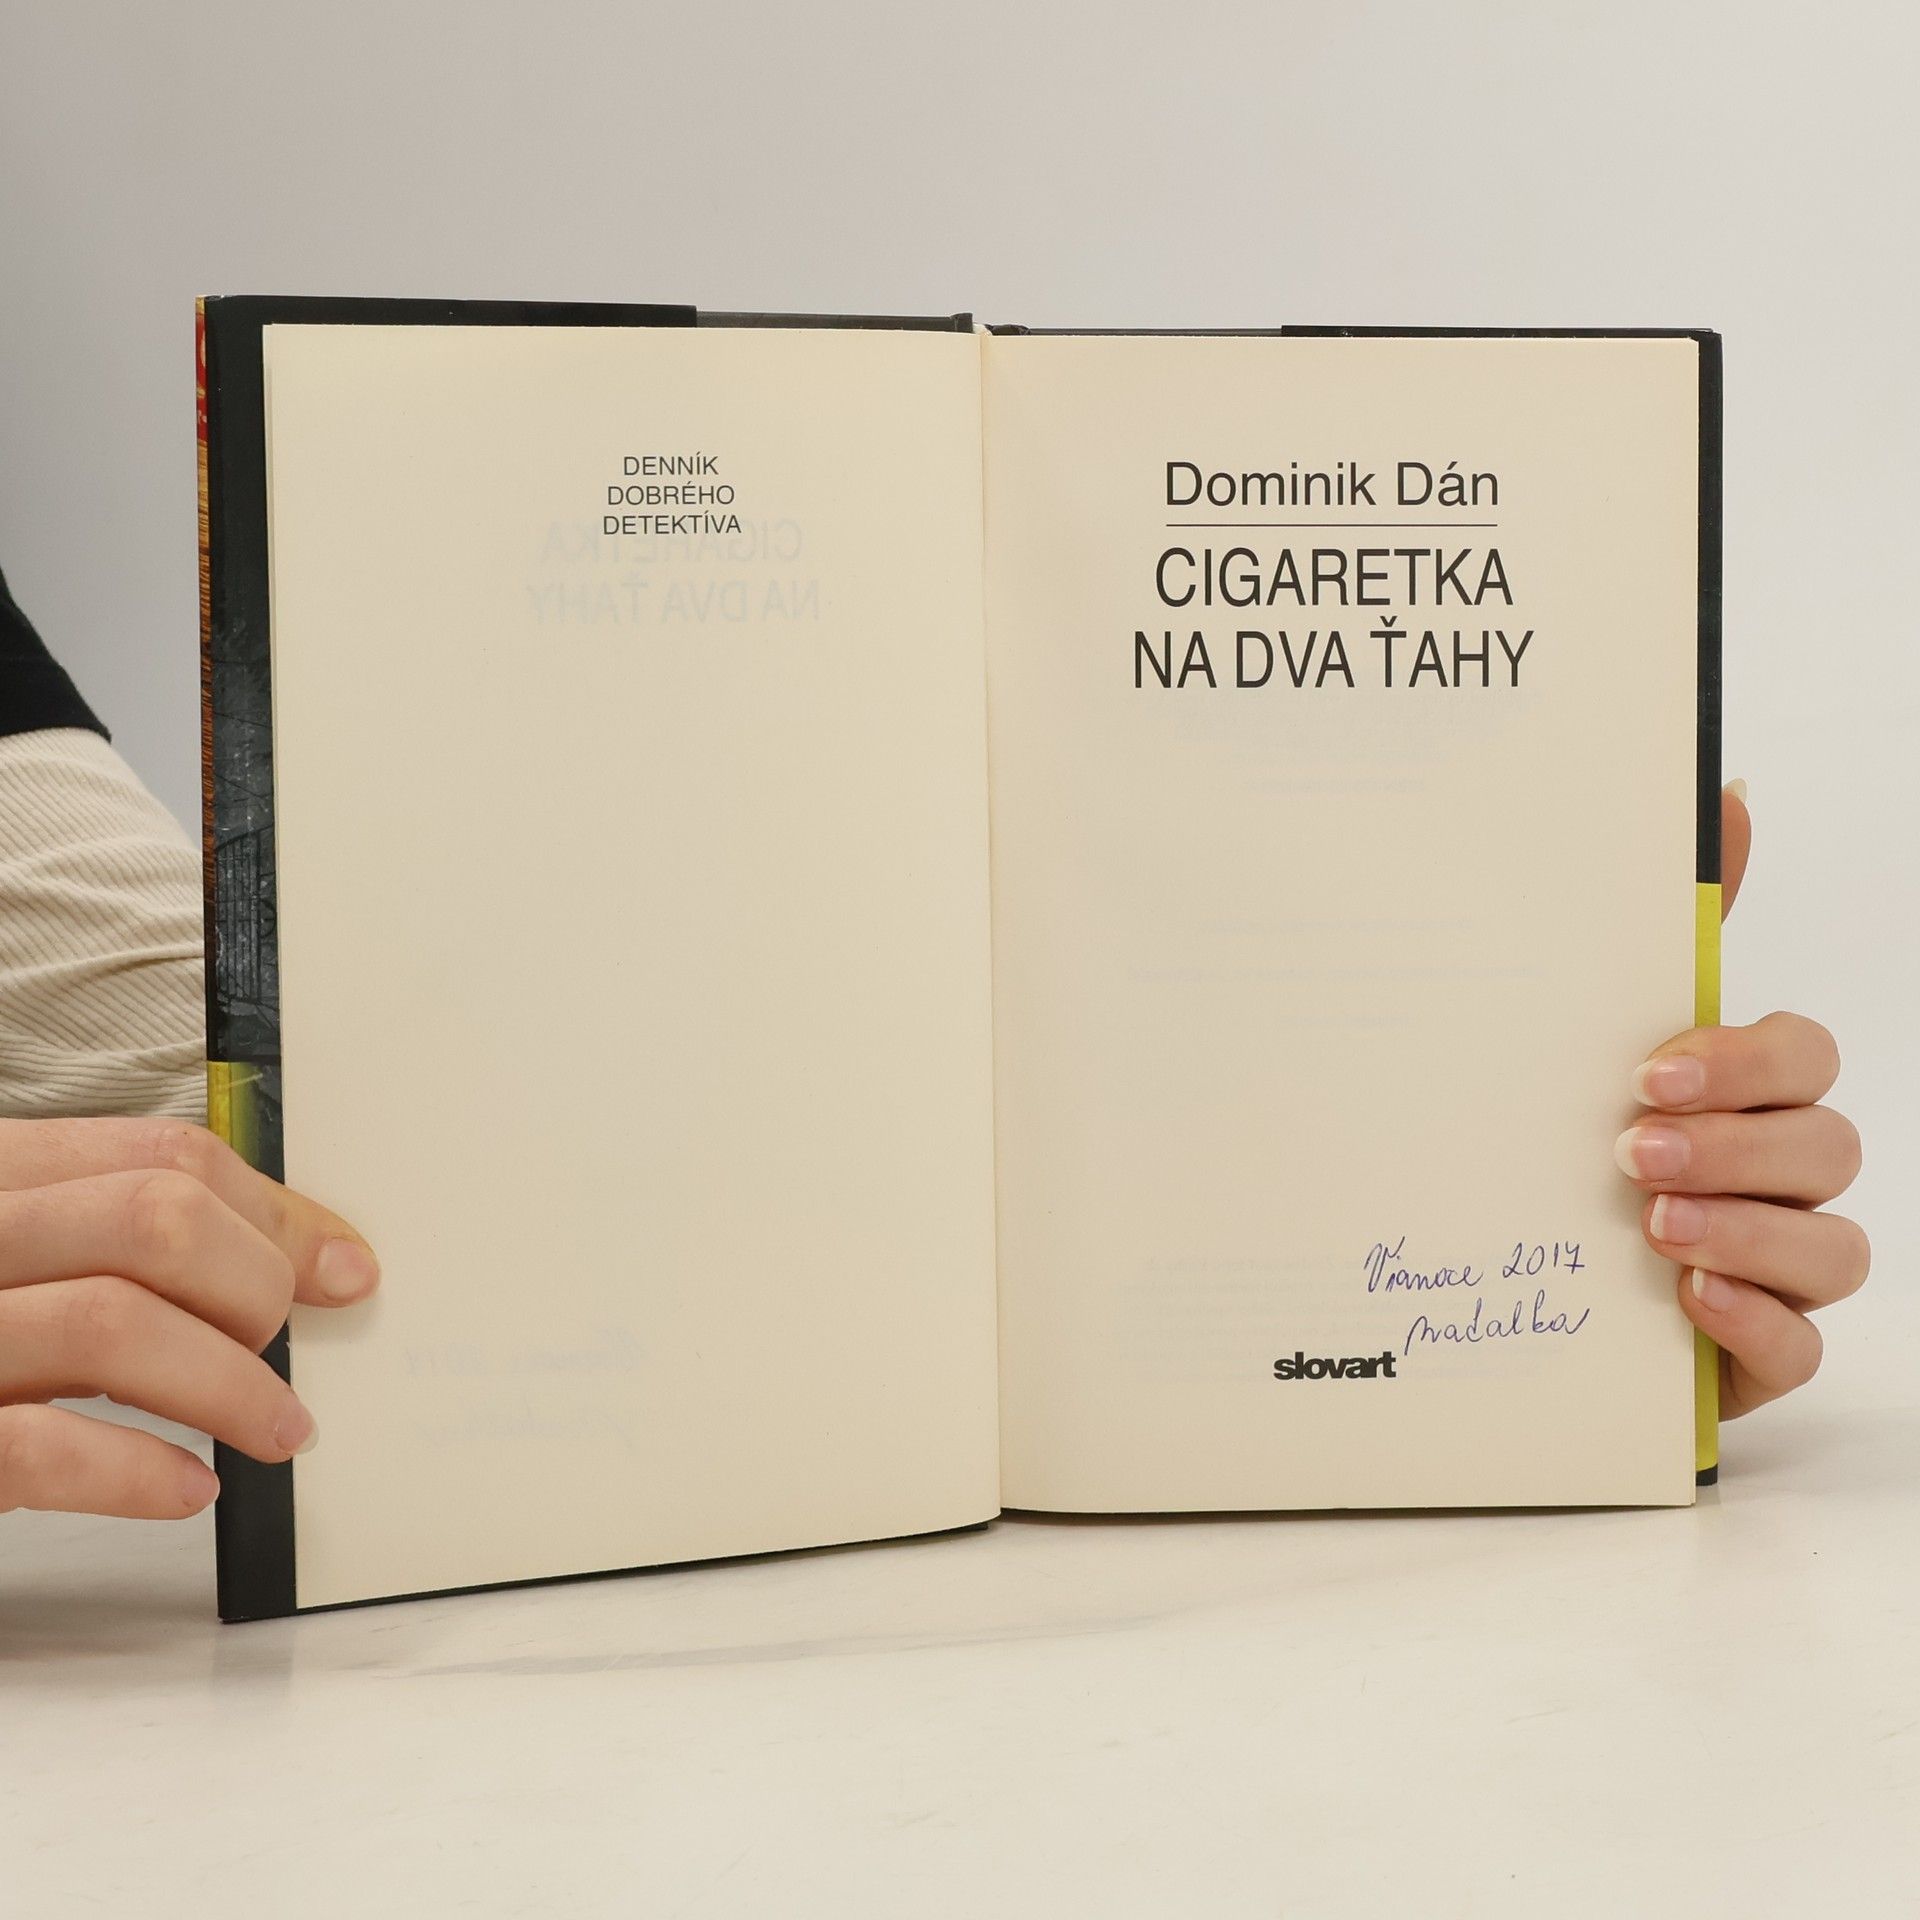 DENNÍK
DOBRÉHO
DETEKTÍVA
Dominik Dán
CIGARETKA
NA DVA ŤAHY
Vianoce 2017
slovart